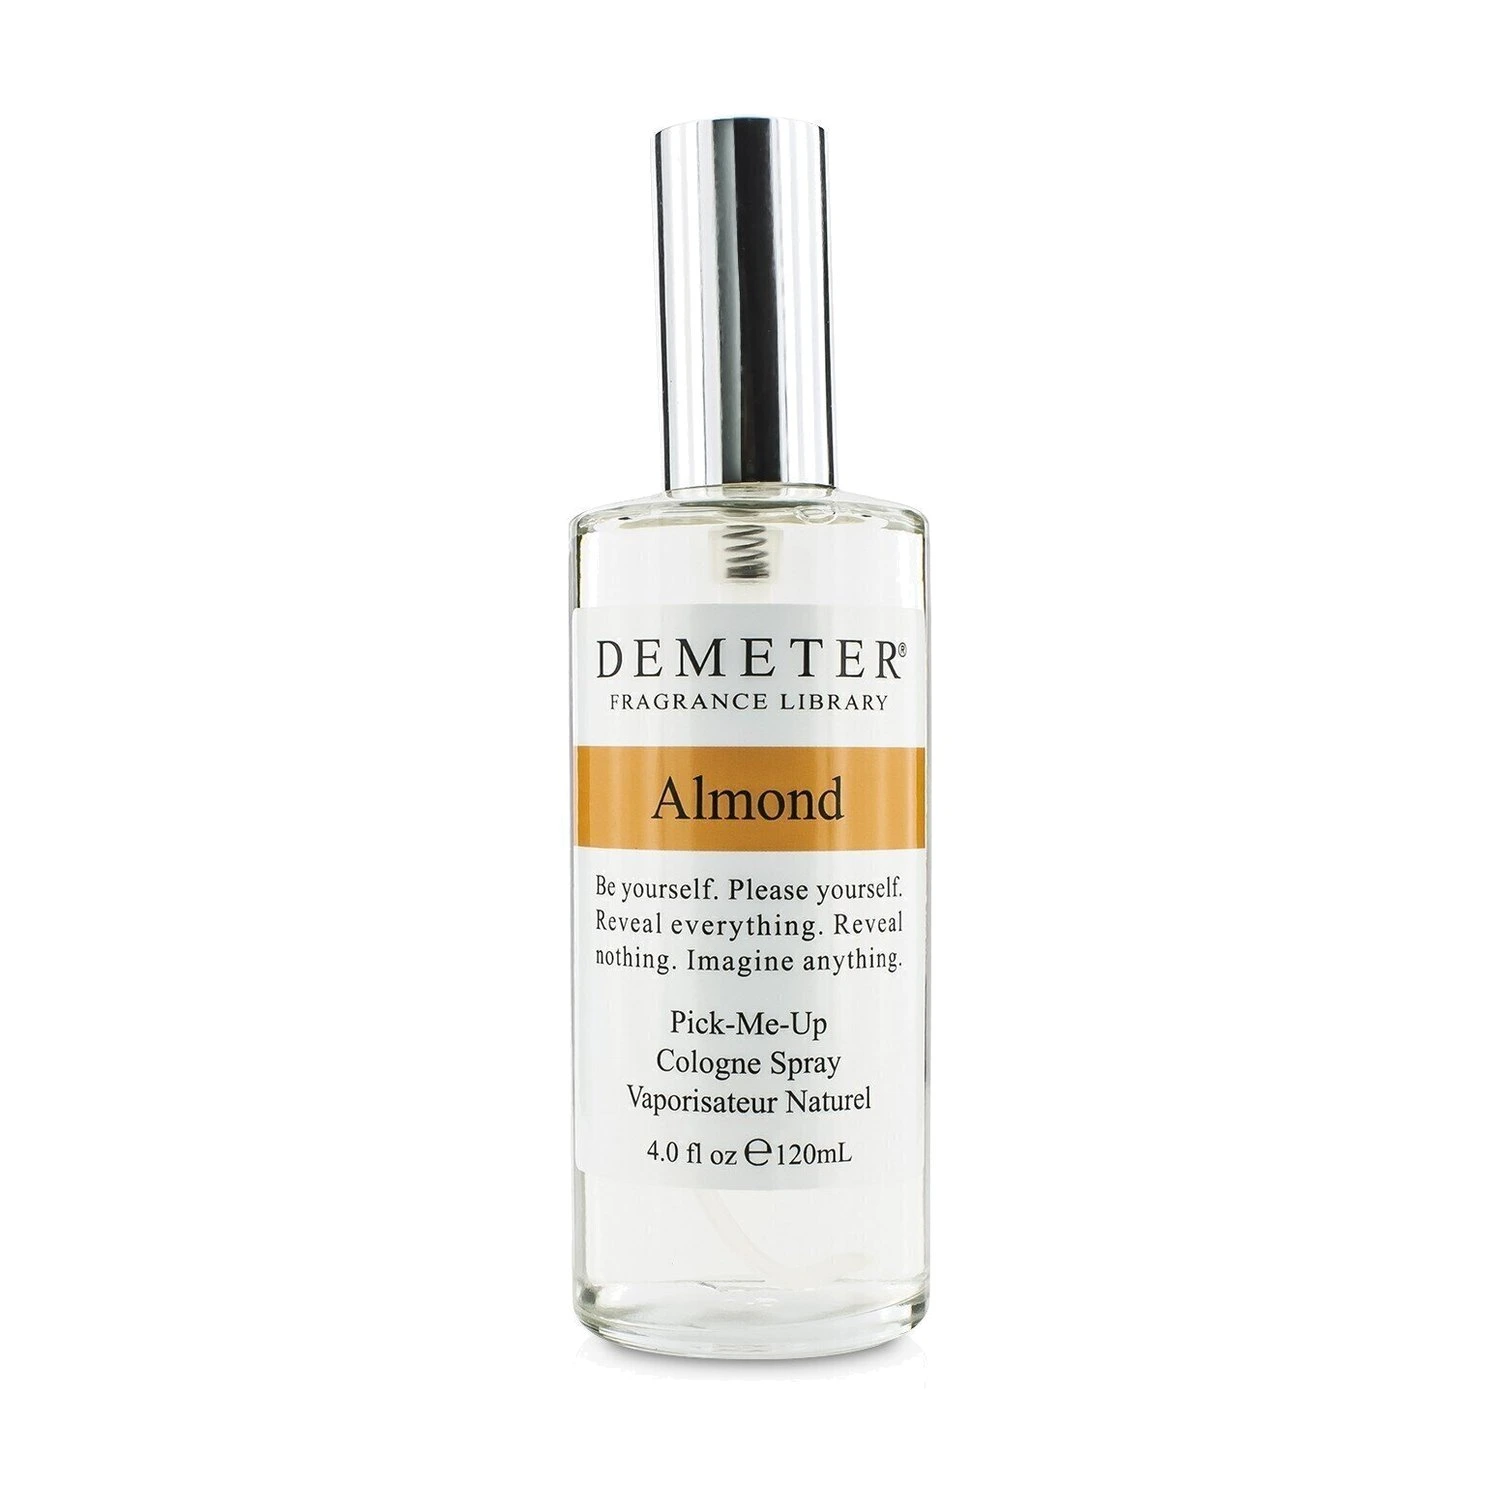 DEMETER®
FRAGRANCE LIBRARY
Almond
Be yourself. Please yourself.
Reveal everything. Reveal
nothing. Imagine anything.
Pick-Me-Up
Cologne Spray
Vaporisateur Naturel
4.0 fl oz ℮ 120mL